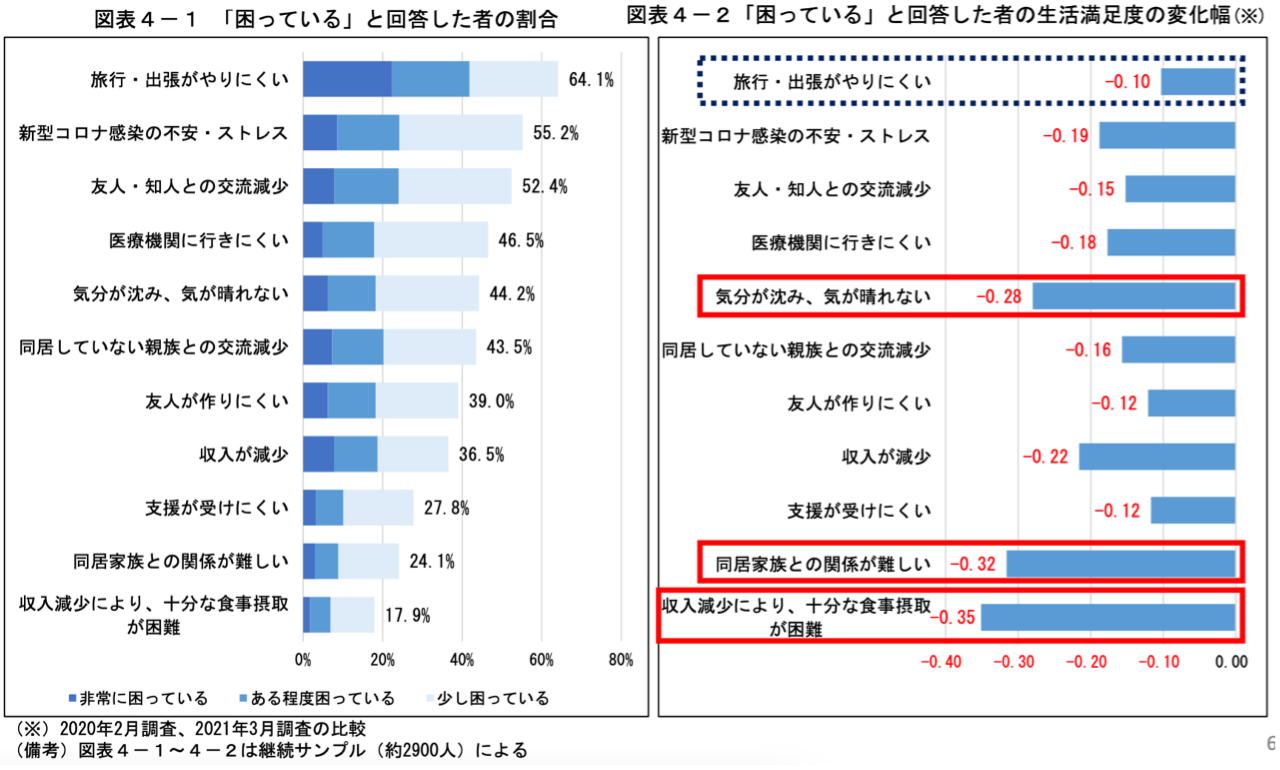 図表４－１　「困っている」と回答した者の割合
旅行・出張がやりにくい
64.1%
新型コロナ感染の不安・ストレス
55.2%
友人・知人との交流減少
52.4%
医療機関に行きにくい
46.5%
気分が沈み、気が晴れない
44.2%
同居していない親族との交流減少
43.5%
友人が作りにくい
39.0%
収入が減少
36.5%
支援が受けにくい
27.8%
同居家族との関係が難しい
24.1%
収入減少により、十分な食事摂取
が困難
17.9%
0% 20% 40% 60% 80%
■非常に困っている ■ある程度困っている ■少し困っている
図表４－２「困っている」と回答した者の生活満足度の変化幅(※)
旅行・出張がやりにくい
-0.10
新型コロナ感染の不安・ストレス
-0.19
友人・知人との交流減少
-0.15
医療機関に行きにくい
-0.18
気分が沈み、気が晴れない
-0.28
同居していない親族との交流減少
-0.16
友人が作りにくい
-0.12
収入が減少
-0.22
支援が受けにくい
-0.12
同居家族との関係が難しい
-0.32
収入減少により、十分な食事摂取
が困難
-0.35
-0.40 -0.30 -0.20 -0.10 0.00
（※）2020年2月調査、2021年3月調査の比較
（備考）図表４－１～４－２は継続サンプル（約2900人）による
6